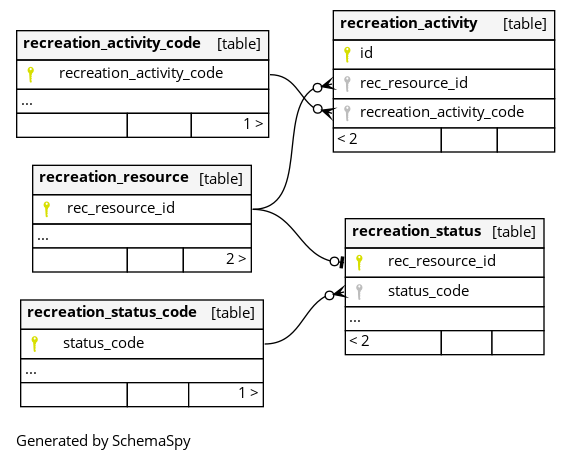 recreation_activity_code [table]
recreation_activity_code
...
1 >
recreation_activity [table]
id
rec_resource_id
recreation_activity_code
< 2
recreation_resource [table]
rec_resource_id
...
2 >
recreation_status [table]
rec_resource_id
status_code
...
< 2
recreation_status_code [table]
status_code
...
1 >
Generated by SchemaSpy